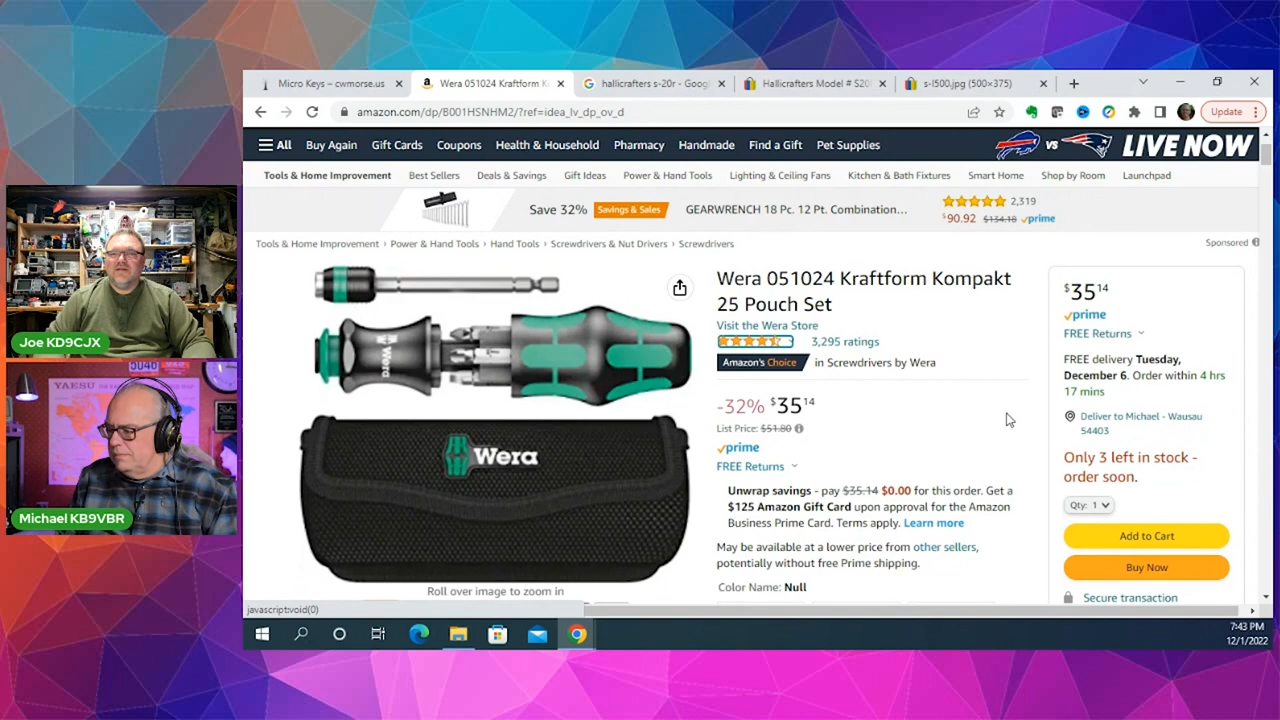 Micro Keys – cwmorse.us
Wera 051024 Kraftform K
hallicrafters s-20r - Goog
Hallicrafters Model # S20
s-l500.jpg (500×375)
amazon.com/dp/B001HSNHM2/?ref=idea_lv_dp_ov_d
Update
All Buy Again Gift Cards Coupons Health & Household Pharmacy Handmade Find a Gift Pet Supplies
VS LIVE NOW
Tools & Home Improvement Best Sellers Deals & Savings Gift Ideas Power & Hand Tools Lighting & Ceiling Fans Kitchen & Bath Fixtures Smart Home Shop by Room Launchpad
Save 32% Savings & Sales GEARWRENCH 18 Pc. 12 Pt. Combination...
2,319
$90.92 $134.18 prime
Tools & Home Improvement › Power & Hand Tools › Hand Tools › Screwdrivers & Nut Drivers › Screwdrivers
Sponsored
Wera
Wera
Roll over image to zoom in
Wera 051024 Kraftform Kompakt
25 Pouch Set
Visit the Wera Store
3,295 ratings
Amazon's Choice in Screwdrivers by Wera
-32% $35 14
List Price: $51.80
prime
FREE Returns
Unwrap savings - pay $35.14 $0.00 for this order. Get a
$125 Amazon Gift Card upon approval for the Amazon
Business Prime Card. Terms apply. Learn more
May be available at a lower price from other sellers,
potentially without free Prime shipping.
Color Name: Null
$35 14
prime
FREE Returns
FREE delivery Tuesday,
December 6. Order within 4 hrs
17 mins
Deliver to Michael - Wausau
54403
Only 3 left in stock -
order soon.
Qty: 1
Add to Cart
Buy Now
Secure transaction
javascript:void(0)
7:43 PM
12/1/2022
Joe KD9CJX
YAESU
Michael KB9VBR